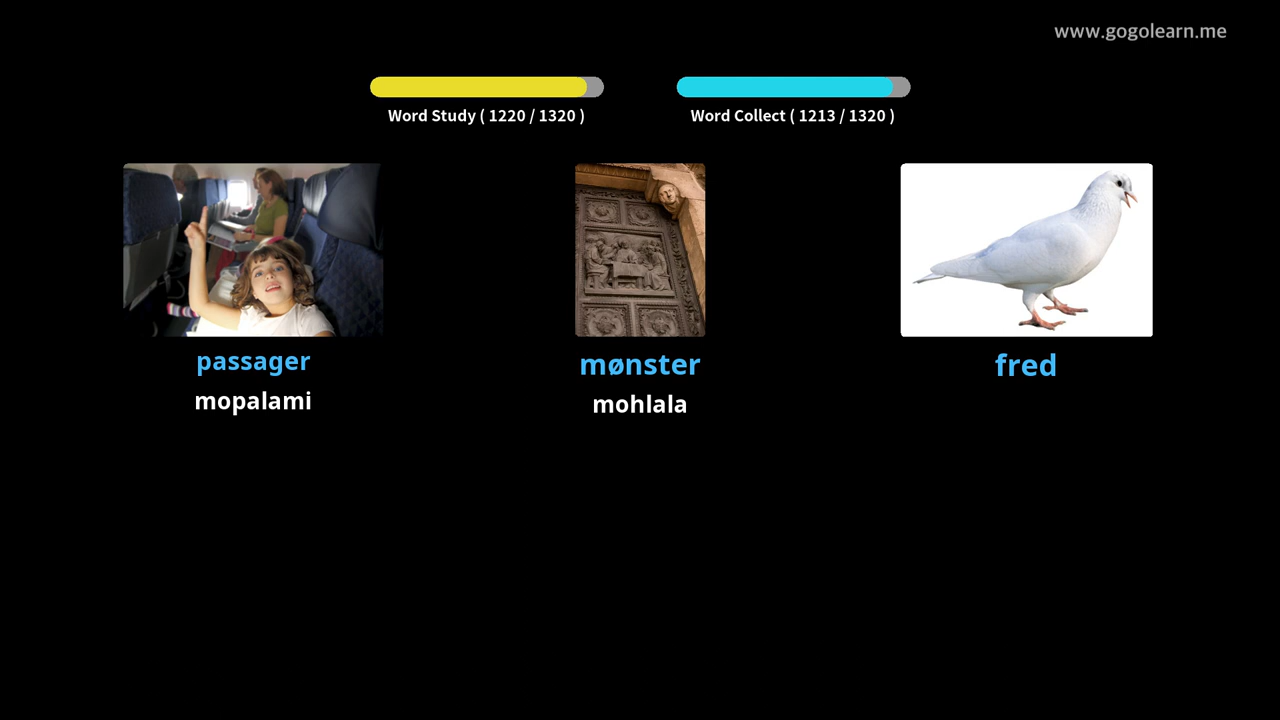 www.gogolearn.me
Word Study ( 1220 / 1320 )
Word Collect ( 1213 / 1320 )
passager
mønster
fred
mopalami
mohlala